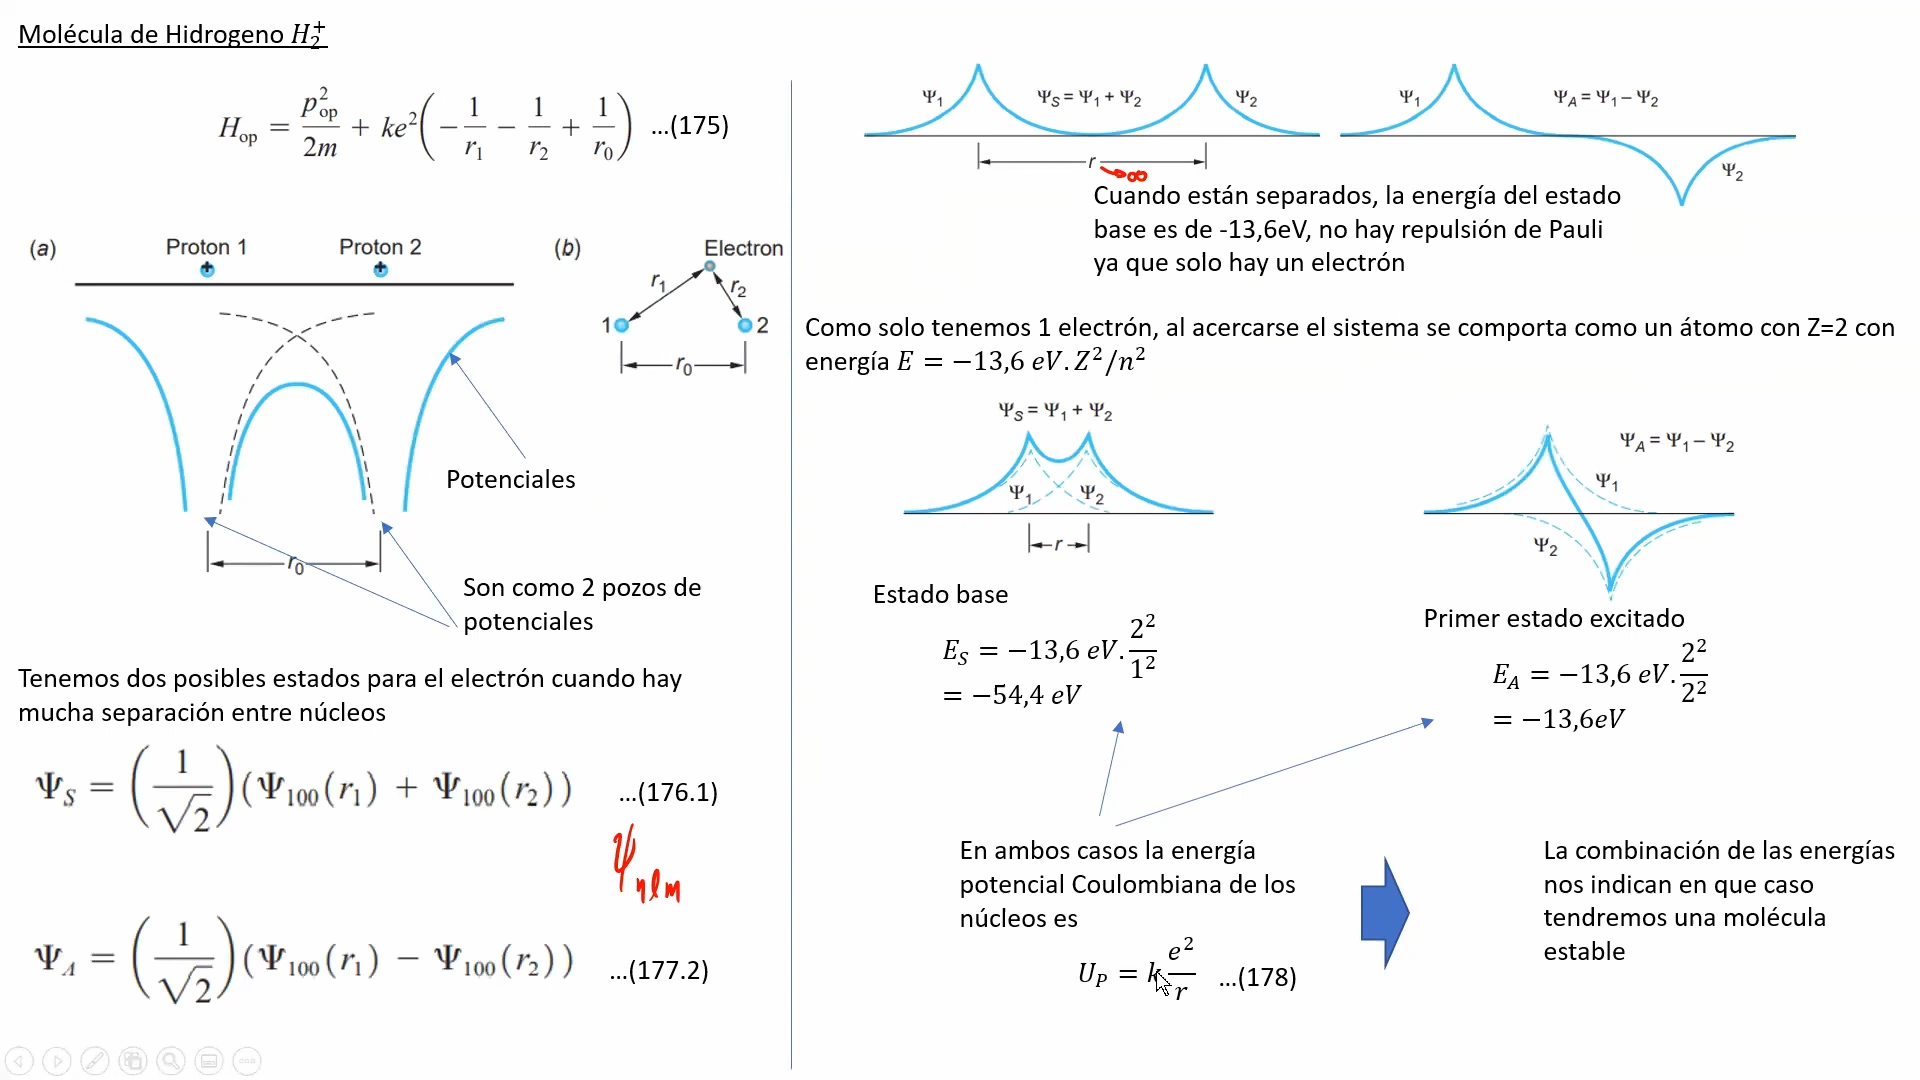 Molécula de Hidrogeno H₂⁺
H_op = p²_op / 2m + ke²( − 1/r₁ − 1/r₂ + 1/r₀ ) ...(175)
(a)
Proton 1
Proton 2
+
+
r₀
(b)
Electron
r₁
r₂
1
2
r₀
Potenciales
Son como 2 pozos de
potenciales
Tenemos dos posibles estados para el electrón cuando hay
mucha separación entre núcleos
Ψ_S = (1/√2)(Ψ₁₀₀(r₁) + Ψ₁₀₀(r₂)) ...(176.1)
ψ_nlm
Ψ_A = (1/√2)(Ψ₁₀₀(r₁) − Ψ₁₀₀(r₂)) ...(177.2)
Ψ₁
Ψ_S = Ψ₁ + Ψ₂
Ψ₂
r → ∞
Ψ₁
Ψ_A = Ψ₁ − Ψ₂
Ψ₂
Cuando están separados, la energía del estado
base es de -13,6eV, no hay repulsión de Pauli
ya que solo hay un electrón
Como solo tenemos 1 electrón, al acercarse el sistema se comporta como un átomo con Z=2 con
energía E = −13,6 eV. Z²/n²
Ψ_S = Ψ₁ + Ψ₂
Ψ₁
Ψ₂
r
Ψ_A = Ψ₁ − Ψ₂
Ψ₁
Ψ₂
Estado base
E_S = −13,6 eV. 2²/1²
= −54,4 eV
Primer estado excitado
E_A = −13,6 eV. 2²/2²
= −13,6eV
En ambos casos la energía
potencial Coulombiana de los
núcleos es
U_P = k e²/r ...(178)
La combinación de las energías
nos indican en que caso
tendremos una molécula
estable